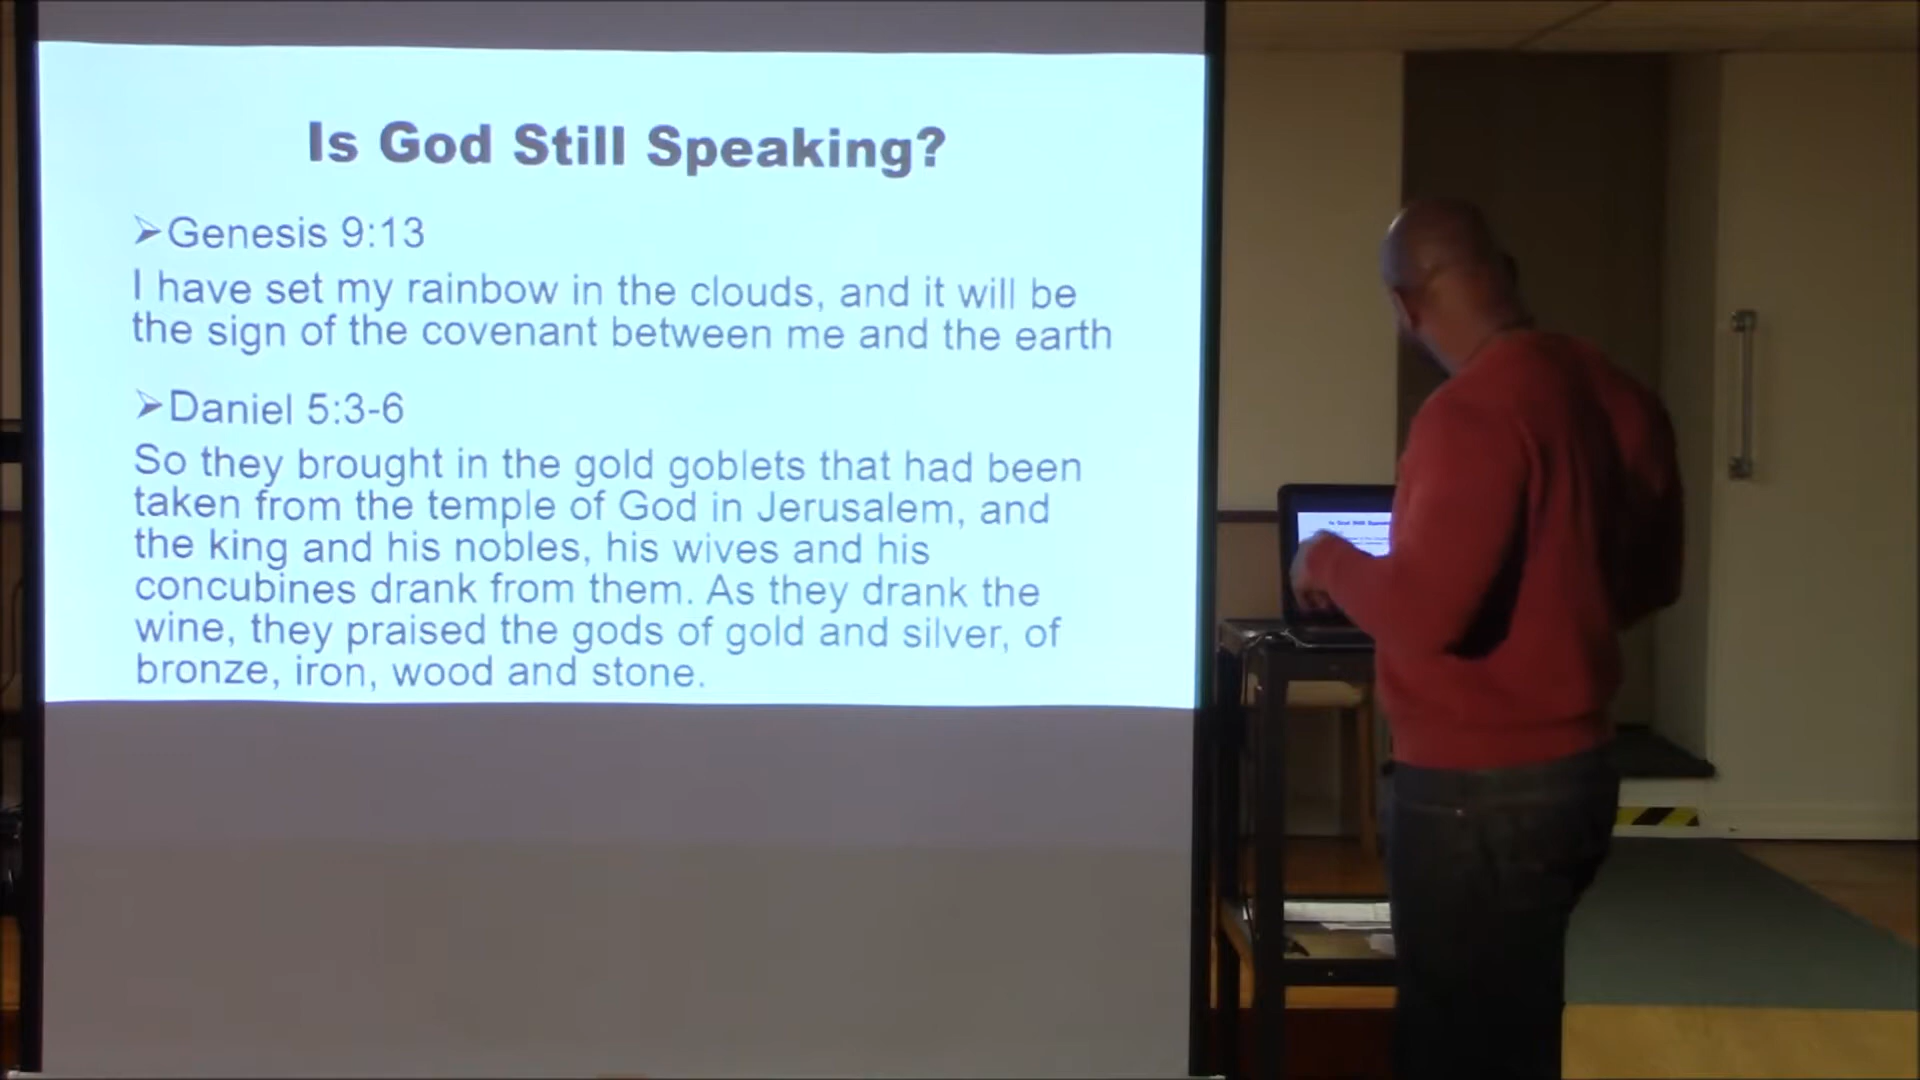 Is God Still Speaking?
➢Genesis 9:13
I have set my rainbow in the clouds, and it will be
the sign of the covenant between me and the earth
➢Daniel 5:3-6
So they brought in the gold goblets that had been
taken from the temple of God in Jerusalem, and
the king and his nobles, his wives and his
concubines drank from them. As they drank the
wine, they praised the gods of gold and silver, of
bronze, iron, wood and stone.
Is God Still